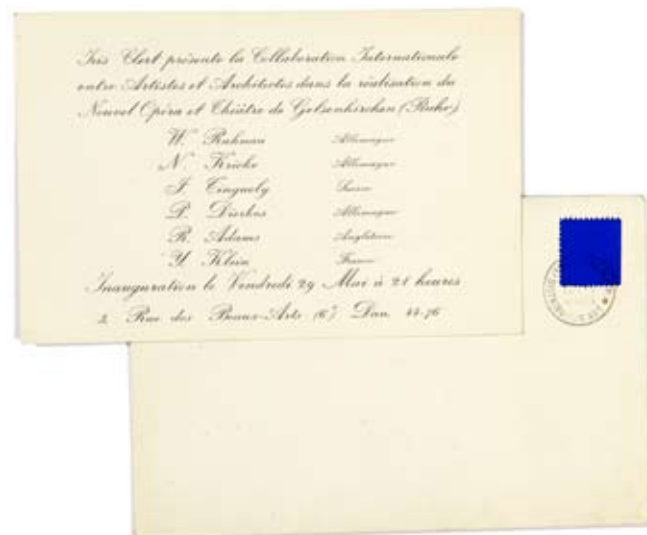 Iris Clert présente la Collaboration Internationale
entre Artistes et Architectes dans la réalisation du
Nouvel Opéra et Théâtre de Gelsenkirchen (Ruhr)
W. Ruhnau Allemagne
N. Kricke Allemagne
J. Tinguely Suisse
P. Dierkes Allemagne
R. Adams Angleterre
Y. Klein France
Inauguration le Vendredi 29 Mai à 21 heures
3, Rue des Beaux-Arts (6e) Dan. 44-76